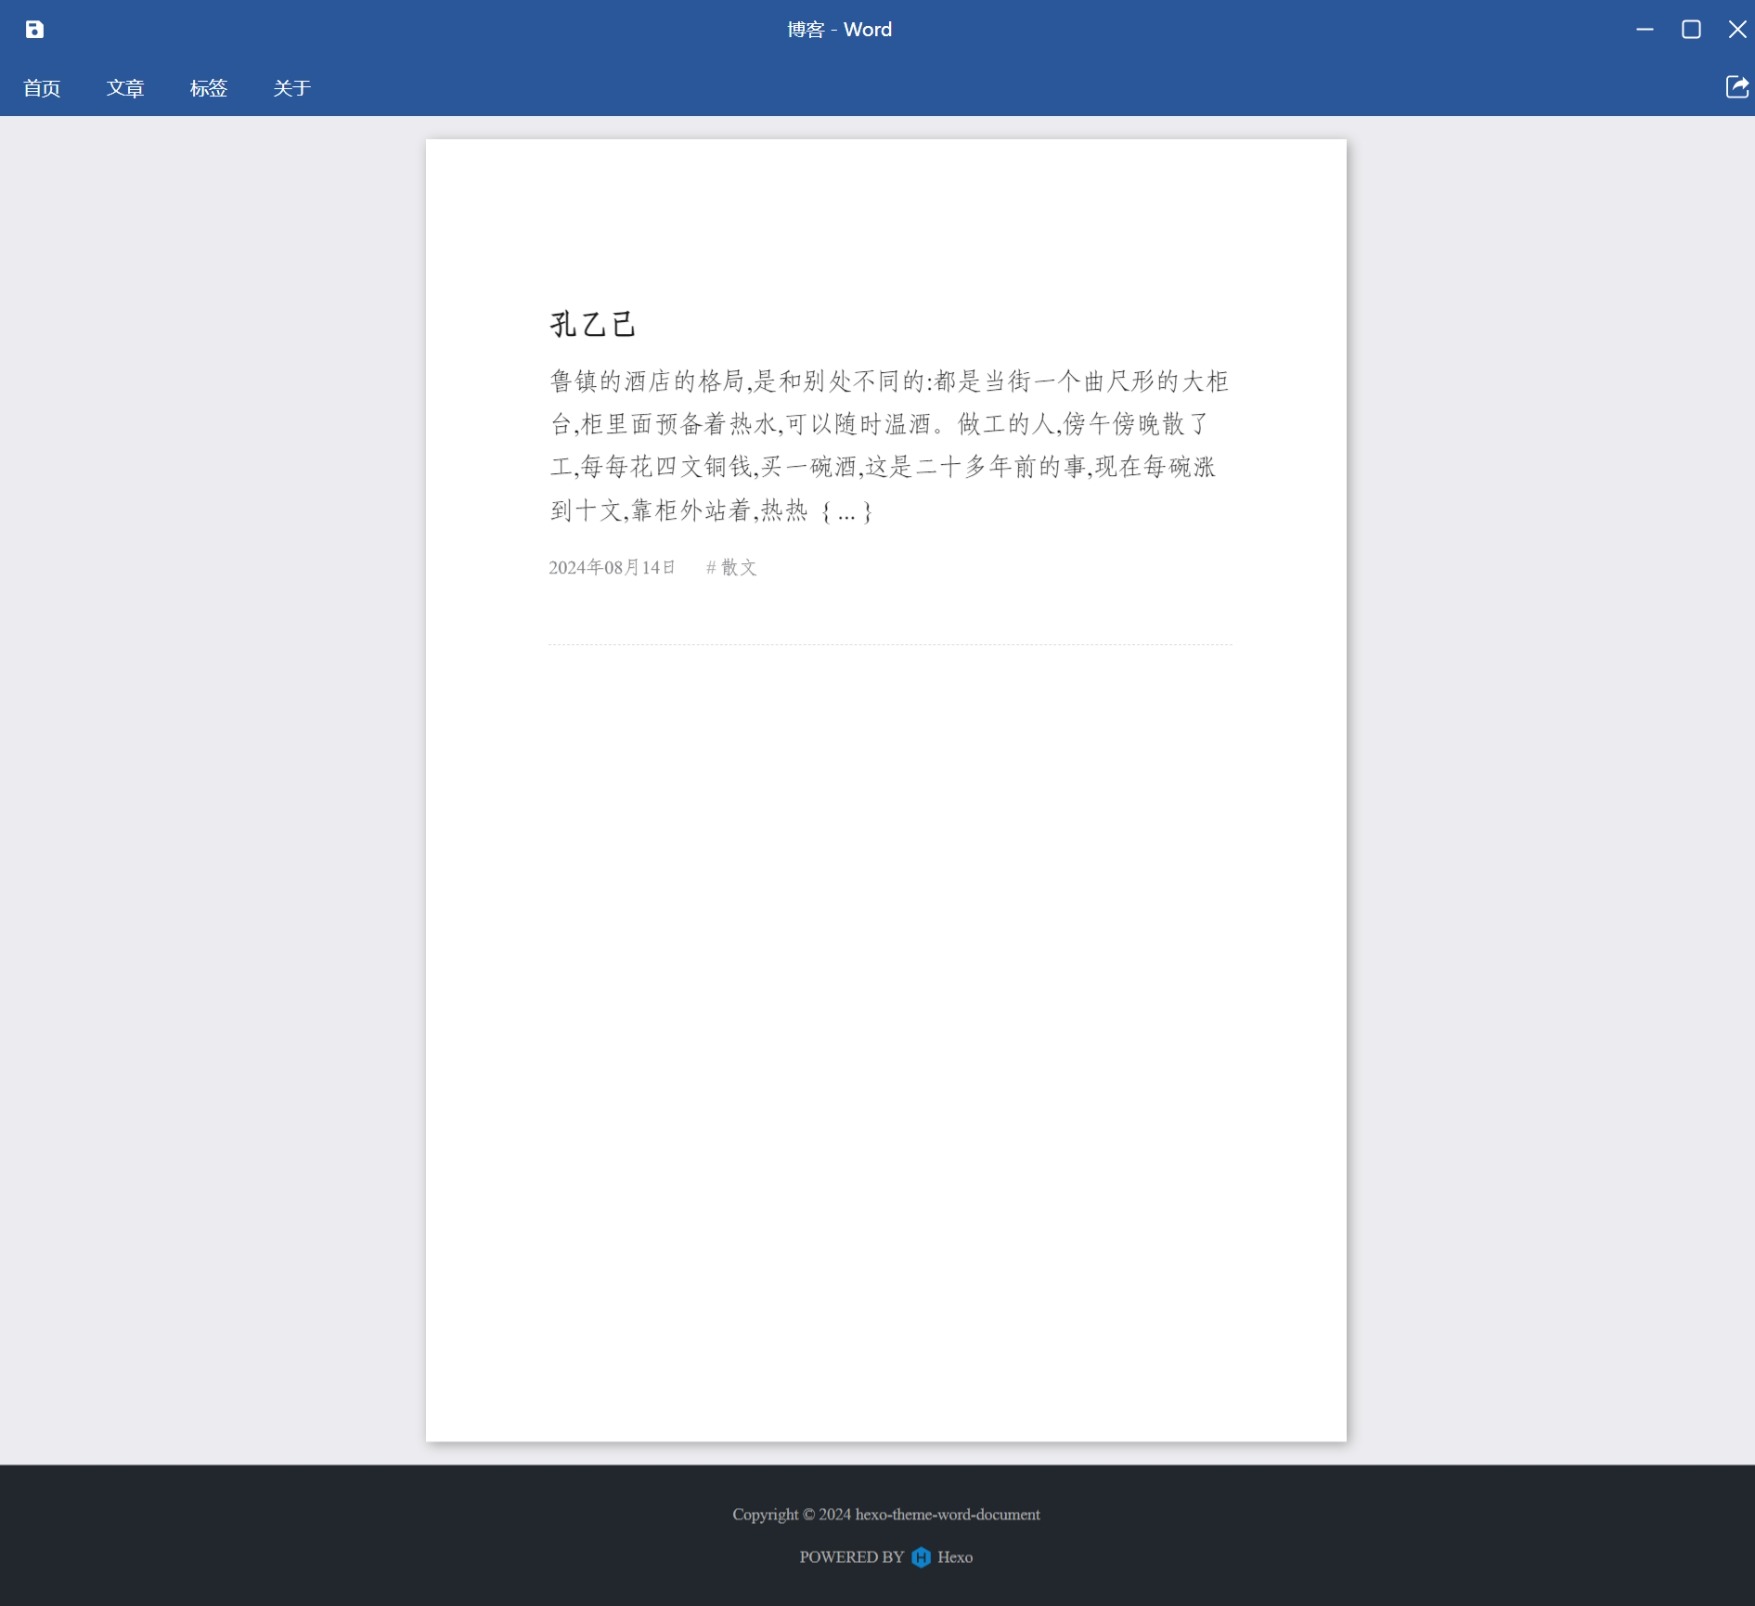 博客 - Word
首页 文章 标签 关于
孔乙己
鲁镇的酒店的格局,是和别处不同的:都是当街一个曲尺形的大柜
台,柜里面预备着热水,可以随时温酒。做工的人,傍午傍晚散了
工,每每花四文铜钱,买一碗酒,这是二十多年前的事,现在每碗涨
到十文,靠柜外站着,热热 { ... }
2024年08月14日 # 散文
Copyright © 2024 hexo-theme-word-document
POWERED BY Hexo